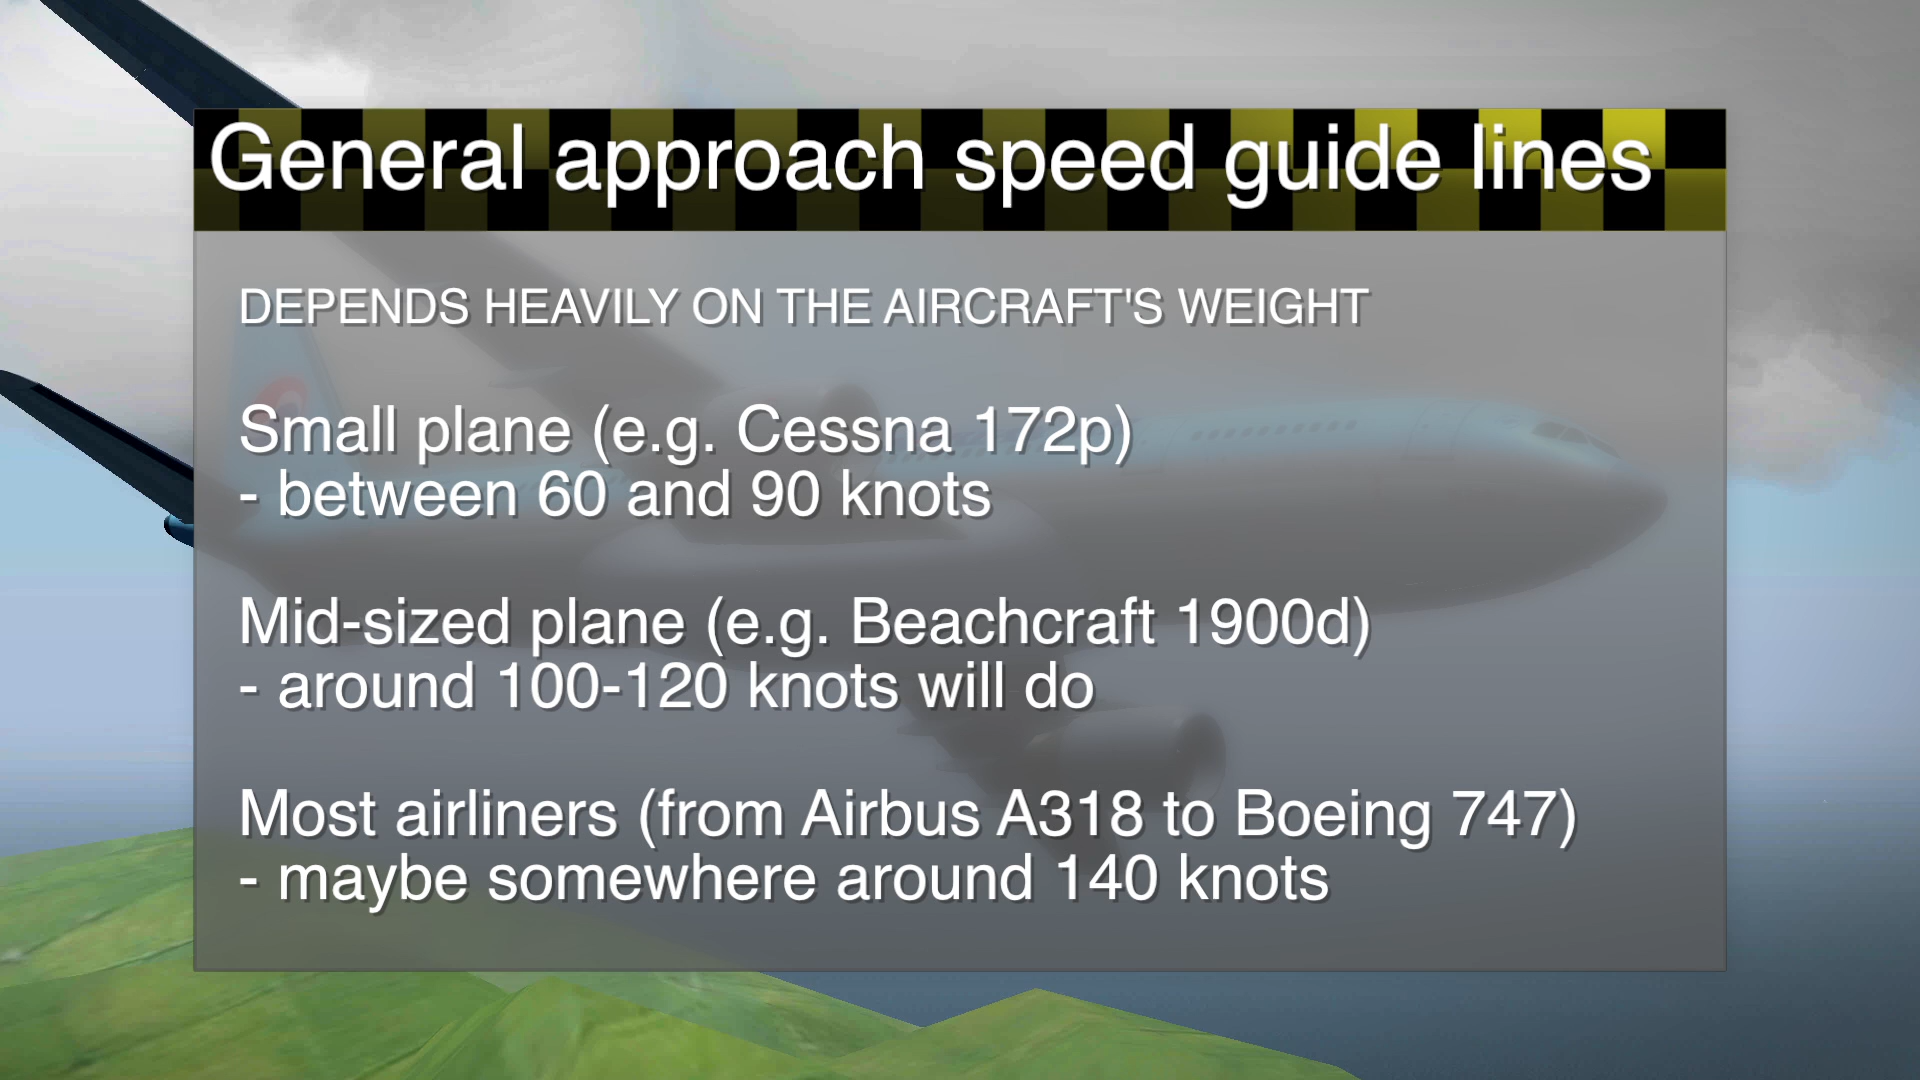 General approach speed guide lines
DEPENDS HEAVILY ON THE AIRCRAFT'S WEIGHT
Small plane (e.g. Cessna 172p)
- between 60 and 90 knots
Mid-sized plane (e.g. Beachcraft 1900d)
- around 100-120 knots will do
Most airliners (from Airbus A318 to Boeing 747)
- maybe somewhere around 140 knots